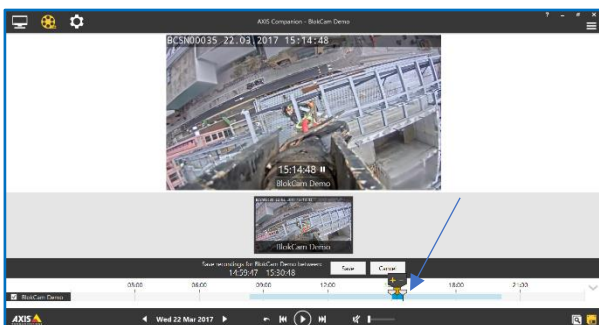 AXIS Companion - BlokCam Demo
BCSN00035 22.03.2017 15:14:48
15:14:48
BlokCam Demo
BlokCam Demo
Save recordings for BlokCam Demo between:
14:59:47 15:30:48
Save
Cancel
03:00 06:00 09:00 12:00 18:00 21:00
BlokCam Demo
AXIS
Wed 22 Mar 2017